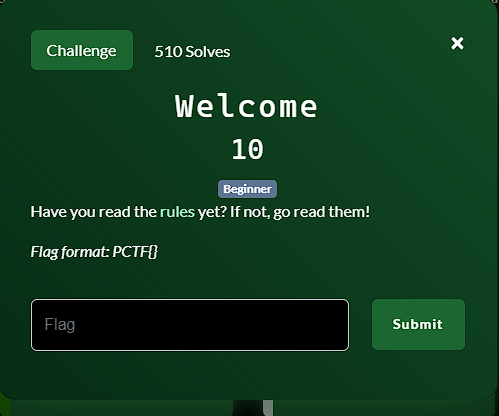 Challenge 510 Solves ×
Welcome
10
Beginner
Have you read the rules yet? If not, go read them!
Flag format: PCTF{}
Flag Submit